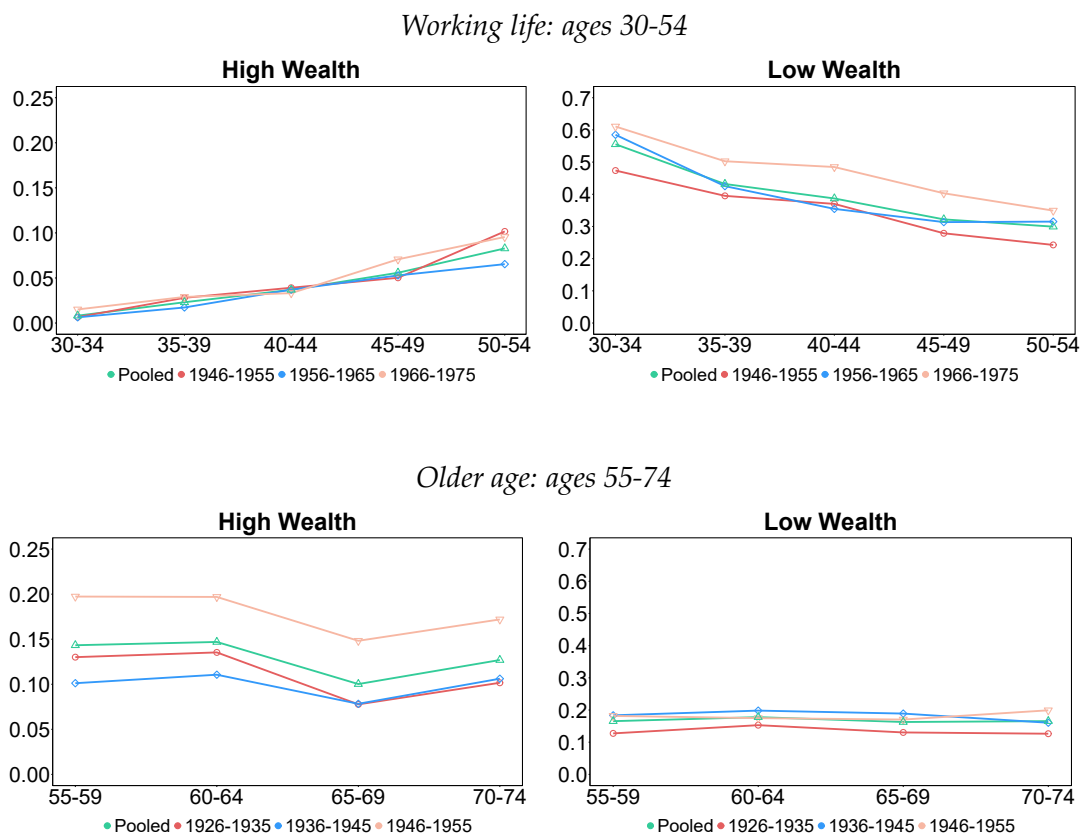 Working life: ages 30-54
High Wealth
0.25
0.20
0.15
0.10
0.05
0.00
30-34 35-39 40-44 45-49 50-54
Pooled 1946-1955 1956-1965 1966-1975
Low Wealth
0.7
0.6
0.5
0.4
0.3
0.2
0.1
0.0
30-34 35-39 40-44 45-49 50-54
Pooled 1946-1955 1956-1965 1966-1975
Older age: ages 55-74
High Wealth
0.25
0.20
0.15
0.10
0.05
0.00
55-59 60-64 65-69 70-74
Pooled 1926-1935 1936-1945 1946-1955
Low Wealth
0.7
0.6
0.5
0.4
0.3
0.2
0.1
0.0
55-59 60-64 65-69 70-74
Pooled 1926-1935 1936-1945 1946-1955